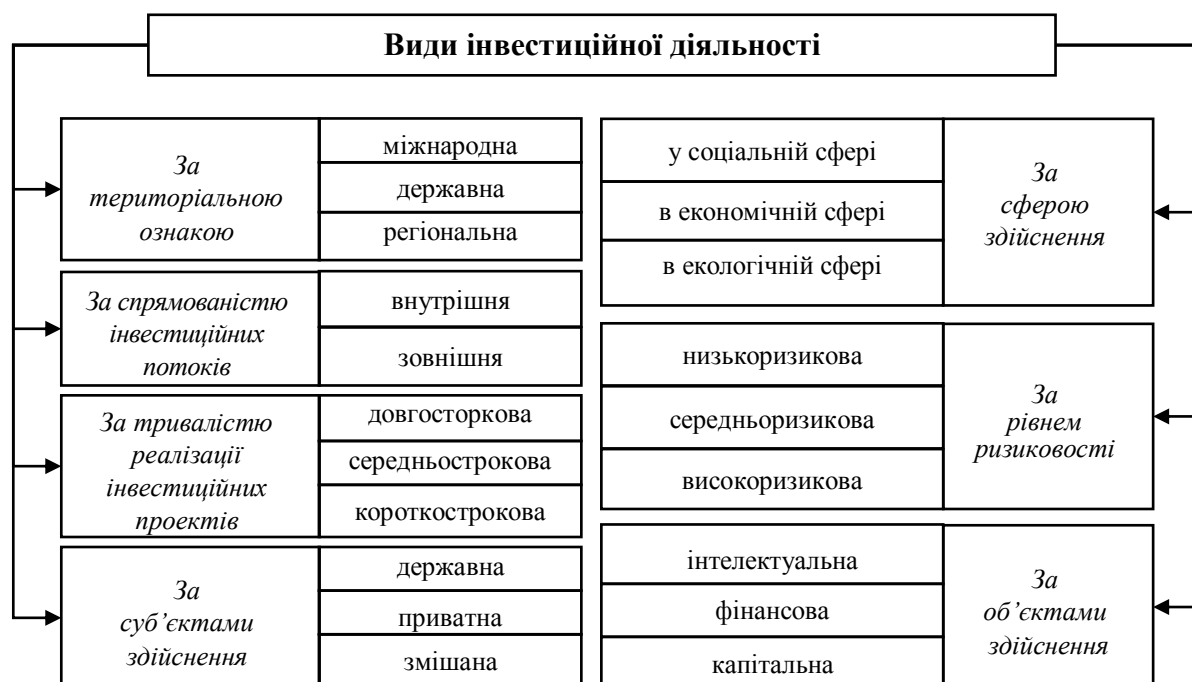 Види інвестиційної діяльності
За
територіальною
ознакою
міжнародна
державна
регіональна
За спрямованістю
інвестиційних
потоків
внутрішня
зовнішня
За тривалістю
реалізації
інвестиційних
проектів
довгосторкова
середньострокова
короткострокова
За
суб’єктами
здійснення
державна
приватна
змішана
у соціальній сфері
в економічній сфері
в екологічній сфері
За
сферою
здійснення
низькоризикова
середньоризикова
високоризикова
За
рівнем
ризиковості
інтелектуальна
фінансова
капітальна
За
об’єктами
здійснення